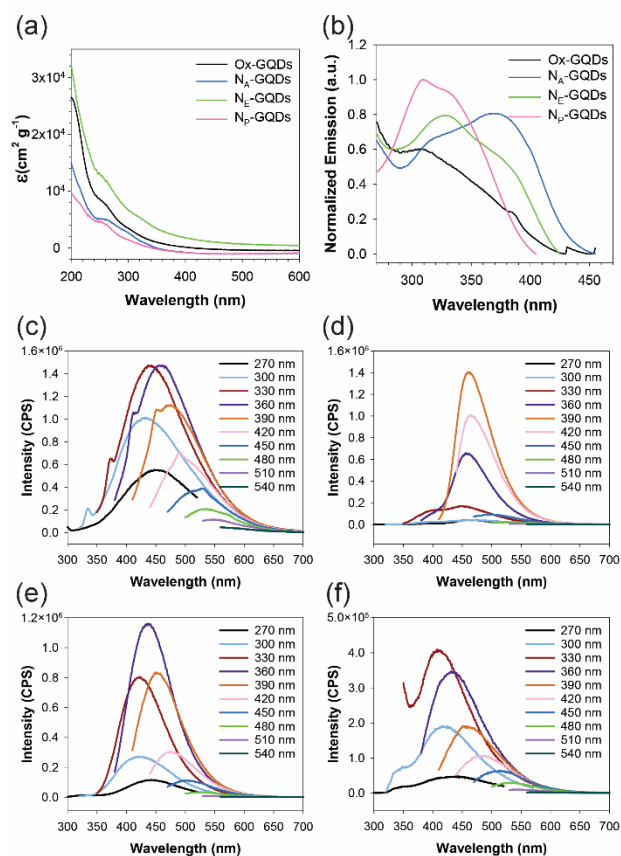 (a)
ε(cm² g⁻¹)
3x10⁴
2x10⁴
10⁴
0
200 300 400 500 600
Wavelength (nm)
Ox-GQDs
N_A-GQDs
N_E-GQDs
N_P-GQDs
(b)
Normalized Emission (a.u.)
1.0
0.8
0.6
0.4
0.2
0.0
300 350 400 450
Wavelength (nm)
Ox-GQDs
N_A-GQDs
N_E-GQDs
N_P-GQDs
(c)
Intensity (CPS)
1.6×10⁶
1.4
1.2
1.0
0.8
0.6
0.4
0.2
0.0
300 350 400 450 500 550 600 700
Wavelength (nm)
270 nm
300 nm
330 nm
360 nm
390 nm
420 nm
450 nm
480 nm
510 nm
540 nm
(d)
Intensity (CPS)
1.6×10⁶
1.4
1.2
1.0
0.8
0.6
0.4
0.2
0.0
300 350 400 450 500 550 600 700
Wavelength (nm)
270 nm
300 nm
330 nm
360 nm
390 nm
420 nm
450 nm
480 nm
510 nm
540 nm
(e)
Intensity (CPS)
1.2×10⁶
1.0
0.8
0.6
0.4
0.2
0.0
300 350 400 450 500 550 600 700
Wavelength (nm)
270 nm
300 nm
330 nm
360 nm
390 nm
420 nm
450 nm
480 nm
510 nm
540 nm
(f)
Intensity (CPS)
5.0×10⁵
4.0
3.0
2.0
1.0
0.0
300 350 400 450 500 550 600 700
Wavelength (nm)
270 nm
300 nm
330 nm
360 nm
390 nm
420 nm
450 nm
480 nm
510 nm
540 nm